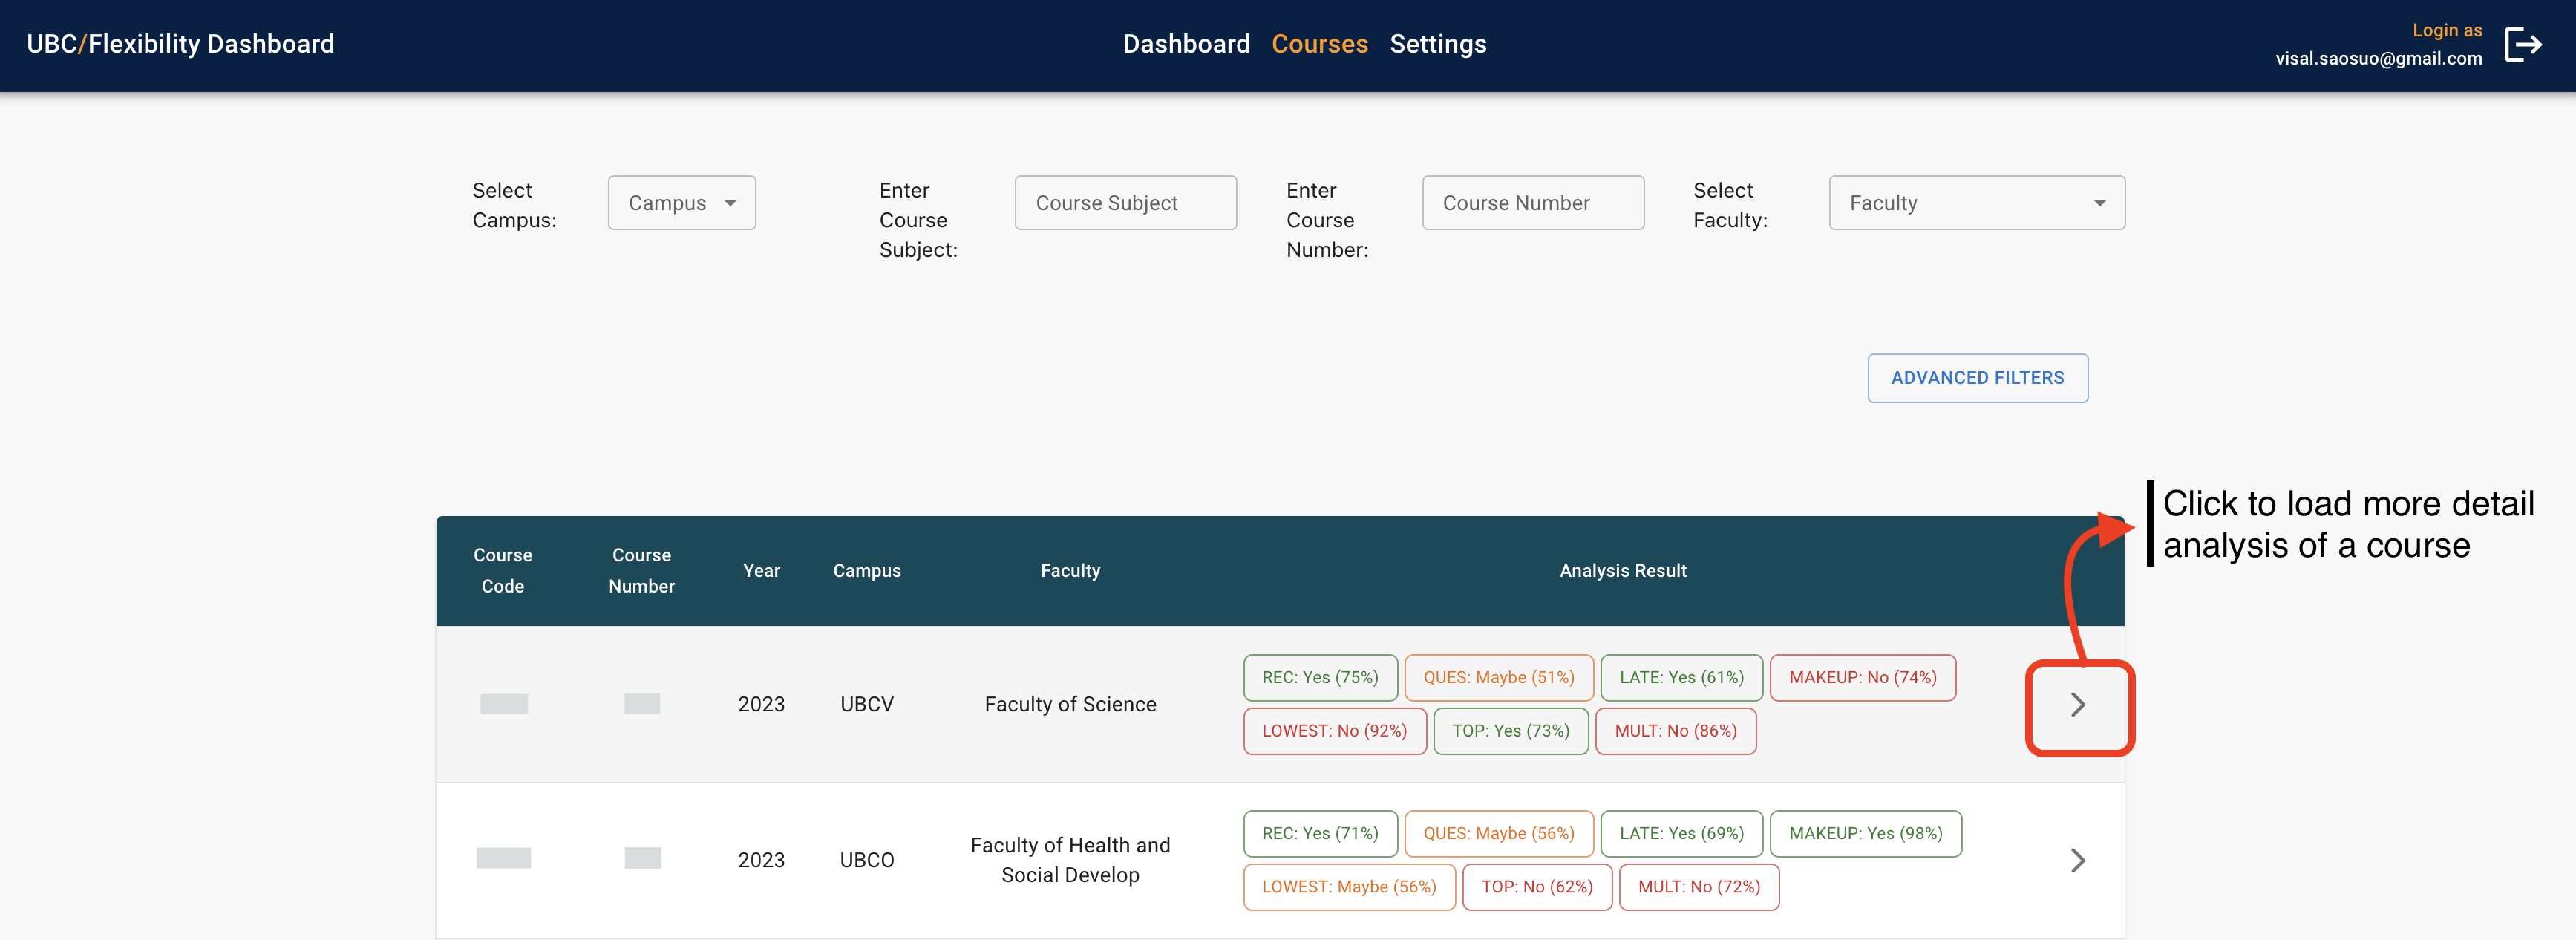 UBC/Flexibility Dashboard
Dashboard Courses Settings
Login as
visal.saosuo@gmail.com
Select
Campus:
Campus
Enter
Course
Subject:
Course Subject
Enter
Course
Number:
Course Number
Select
Faculty:
Faculty
ADVANCED FILTERS
Click to load more detail
analysis of a course
Course
Code
Course
Number
Year
Campus
Faculty
Analysis Result
2023
UBCV
Faculty of Science
REC: Yes (75%) QUES: Maybe (51%) LATE: Yes (61%) MAKEUP: No (74%)
LOWEST: No (92%) TOP: Yes (73%) MULT: No (86%)
2023
UBCO
Faculty of Health and
Social Develop
REC: Yes (71%) QUES: Maybe (56%) LATE: Yes (69%) MAKEUP: Yes (98%)
LOWEST: Maybe (56%) TOP: No (62%) MULT: No (72%)